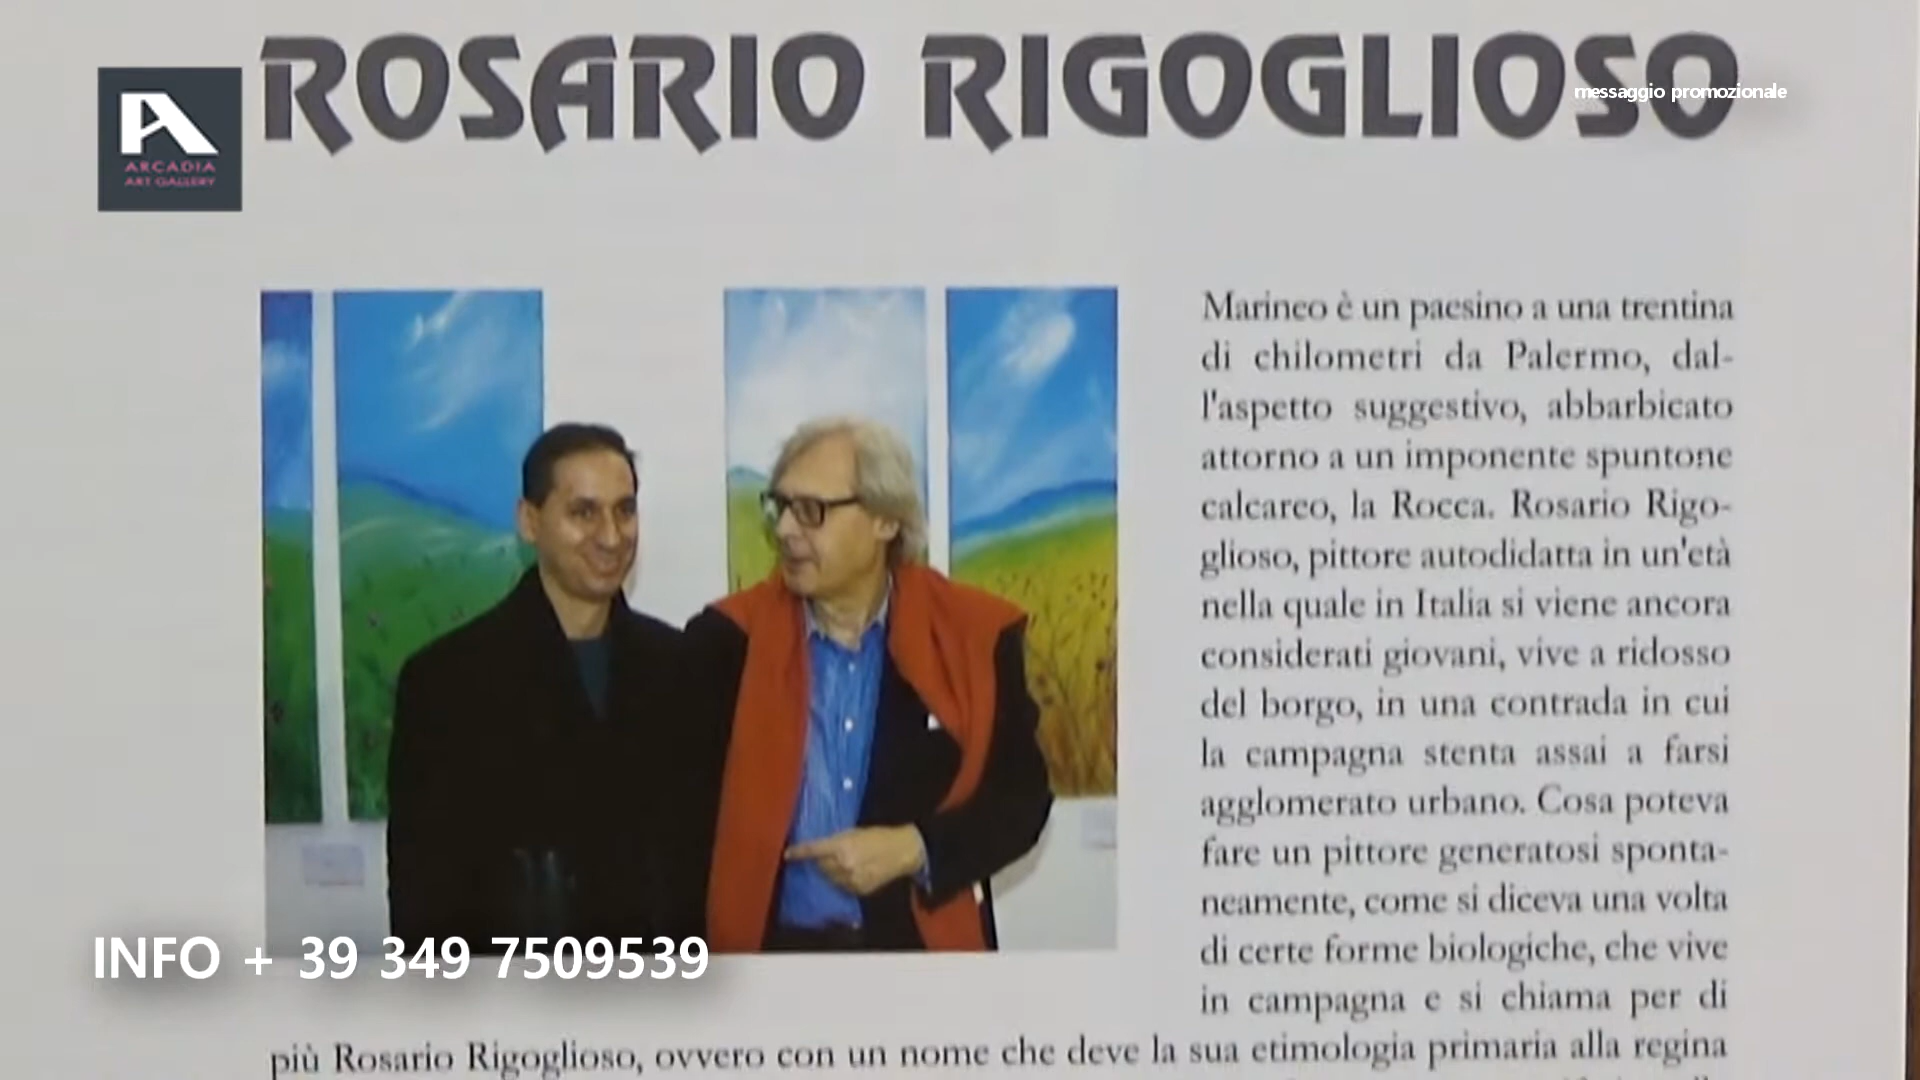 ROSARIO RIGOGLIOSO
messaggio promozionale
ARCADIA
ART GALLERY
Marineo è un paesino a una trentina
di chilometri da Palermo, dal-
l'aspetto suggestivo, abbarbicato
attorno a un imponente spuntone
calcareo, la Rocca. Rosario Rigo-
glioso, pittore autodidatta in un'età
nella quale in Italia si viene ancora
considerati giovani, vive a ridosso
del borgo, in una contrada in cui
la campagna stenta assai a farsi
agglomerato urbano. Cosa poteva
fare un pittore generatosi sponta-
neamente, come si diceva una volta
di certe forme biologiche, che vive
in campagna e si chiama per di
più Rosario Rigoglioso, ovvero con un nome che deve la sua etimologia primaria alla regina
INFO + 39 349 7509539